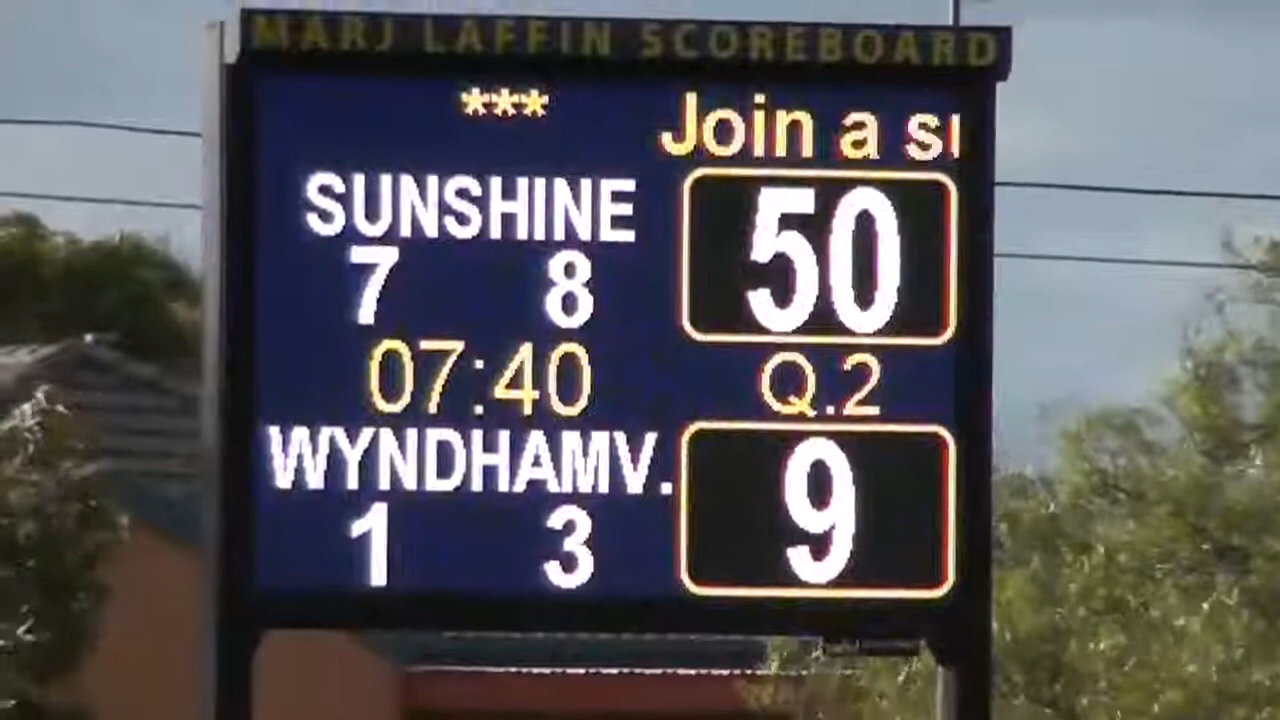 MARJ LAFFIN SCOREBOARD
***
Join a
SUNSHINE
7 8
50
07:40
Q.2
WYNDHAMV.
1 3
9